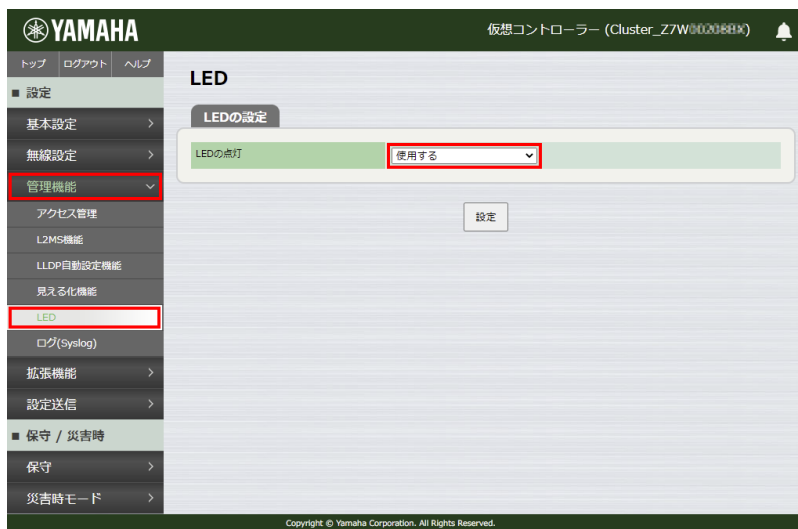 YAMAHA
仮想コントローラー (Cluster_Z7W
トップ ログアウト ヘルプ
■ 設定
基本設定
無線設定
管理機能
アクセス管理
L2MS機能
LLDP自動設定機能
見える化機能
LED
ログ(Syslog)
拡張機能
設定送信
■ 保守 / 災害時
保守
災害時モード
LED
LEDの設定
LEDの点灯 使用する
設定
Copyright © Yamaha Corporation. All Rights Reserved.